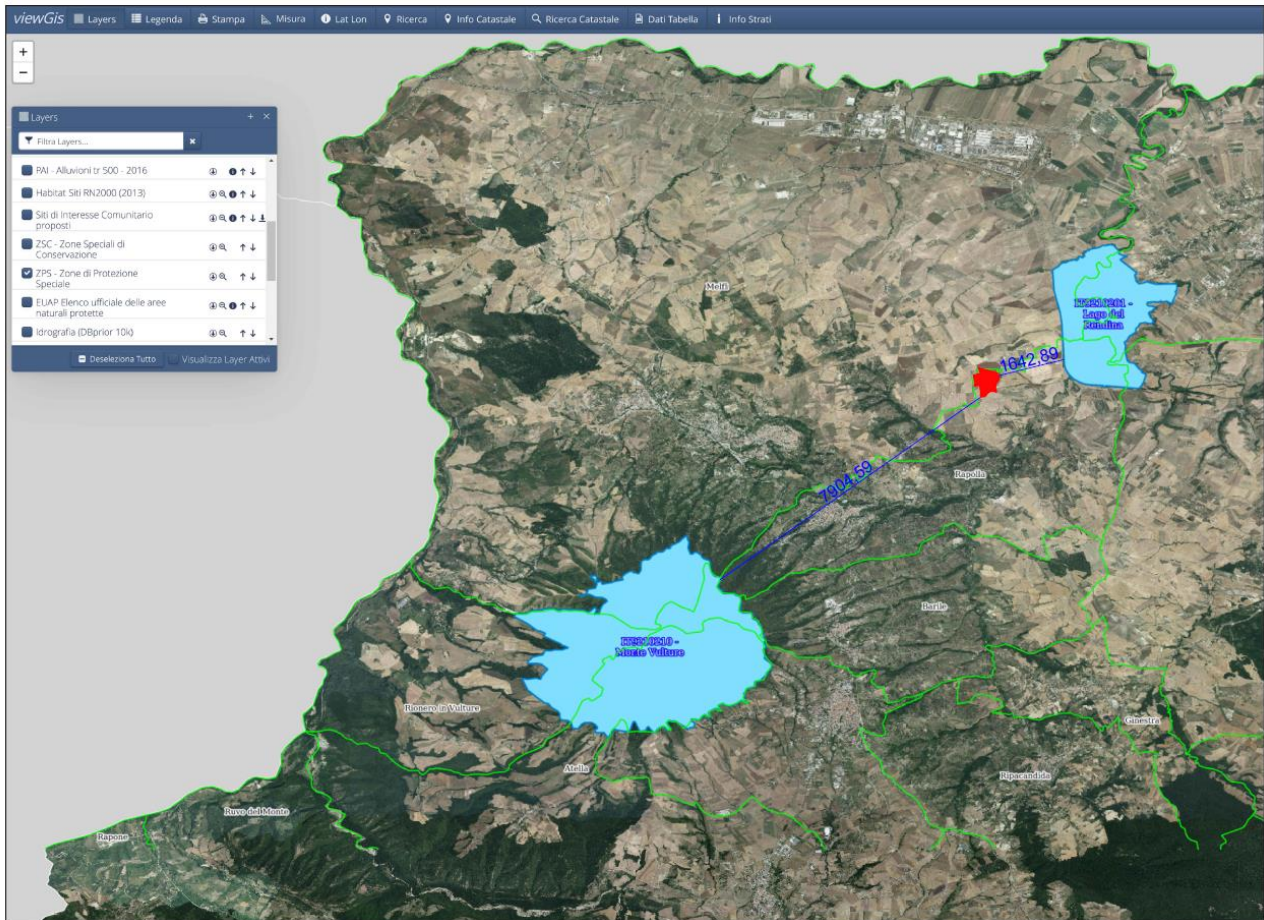 viewGis Layers Legenda Stampa Misura Lat Lon Ricerca Info Catastale Ricerca Catastale Dati Tabella Info Strati
+
−
Layers
Filtra Layers...
PAI - Alluvioni tr 500 - 2016
Habitat Siti RN2000 (2013)
Siti di Interesse Comunitario
proposti
ZSC - Zone Speciali di
Conservazione
ZPS - Zone di Protezione
Speciale
EUAP Elenco ufficiale delle aree
naturali protette
Idrografia (DBprior 10k)
Deseleziona Tutto Visualizza Layer Attivi
Melfi
IT9210201 -
Lago del
Rendina
1642,89
7904,59
Rapolla
Barile
IT9210210 -
Monte Vulture
Rionero in Vulture
Ginestra
Atella
Ripacandida
Ruvo del Monte
Rapone